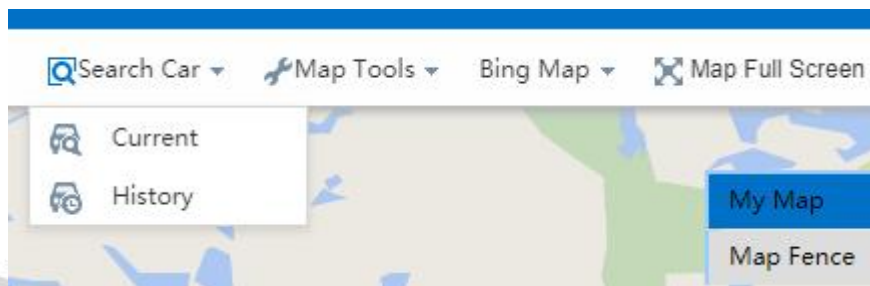 Search Car Map Tools Bing Map Map Full Screen
Current
History
My Map
Map Fence